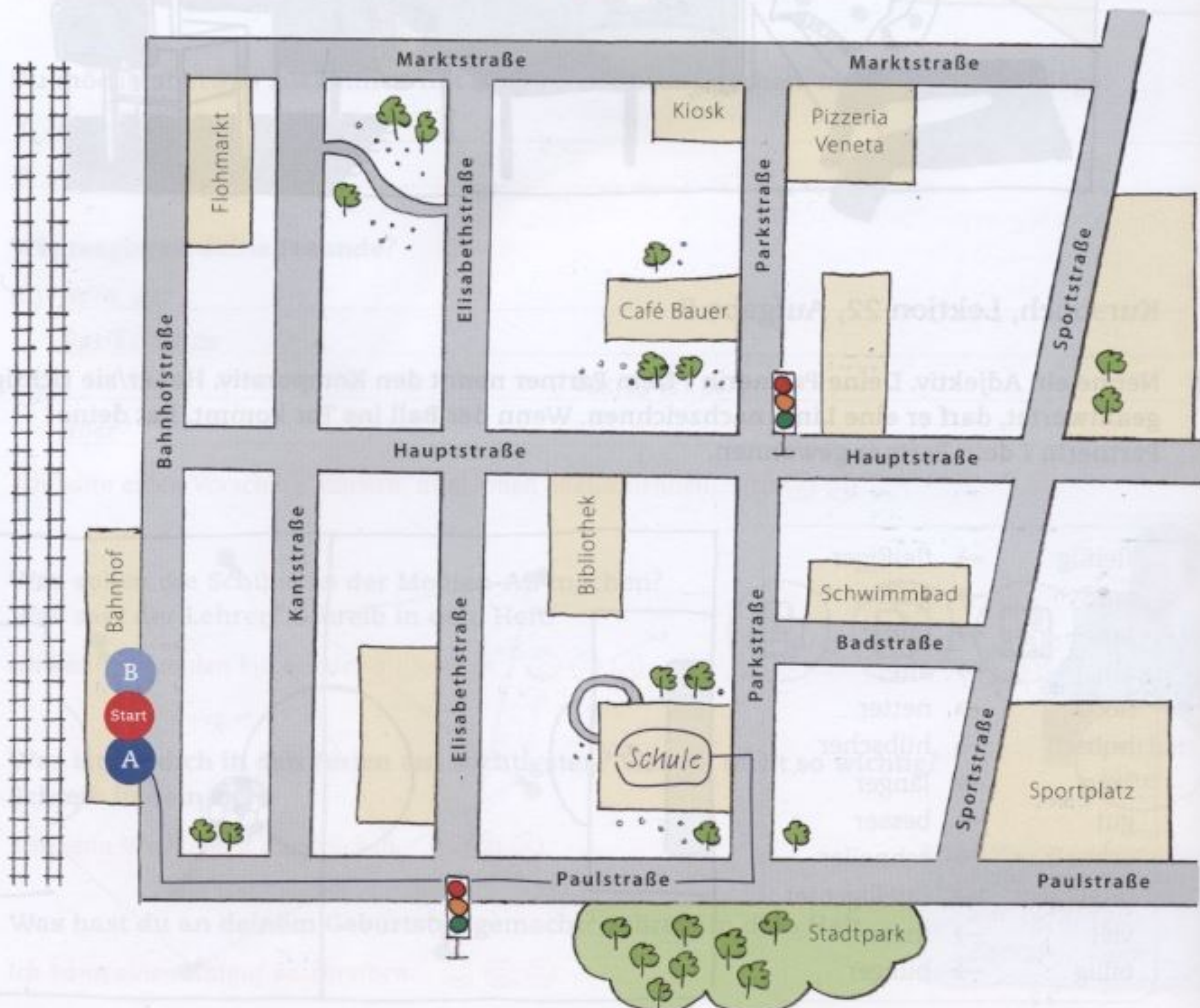 Marktstraße
Marktstraße
Kiosk
Pizzeria
Veneta
Flohmarkt
Elisabethstraße
Parkstraße
Sportstraße
Bahnhofstraße
Café Bauer
Hauptstraße
Hauptstraße
Kantstraße
Bibliothek
Bahnhof
Schwimmbad
Badstraße
Elisabethstraße
Parkstraße
B
Start
A
Schule
Sportstraße
Sportplatz
Paulstraße
Paulstraße
Stadtpark